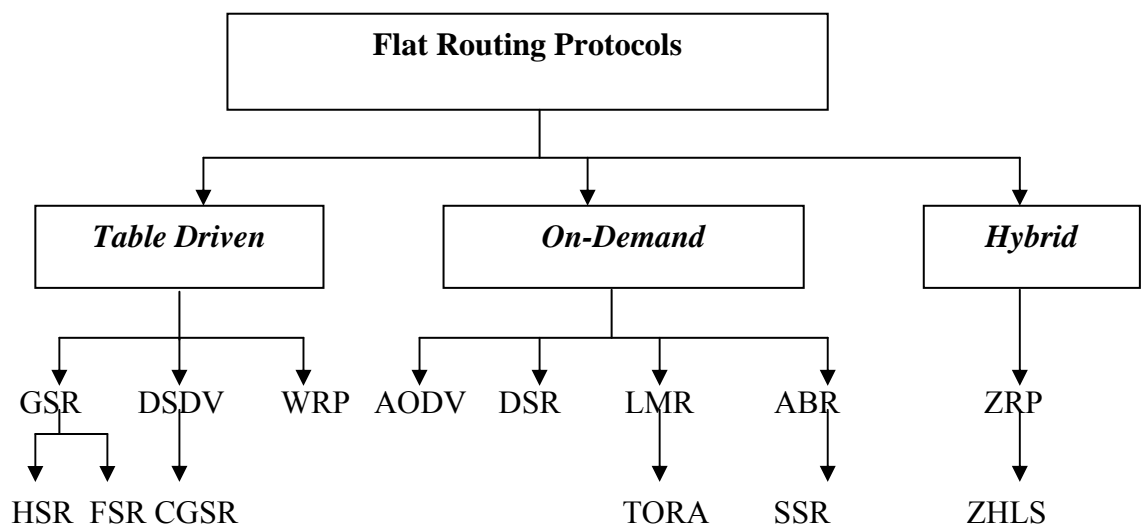 Flat Routing Protocols
Table Driven On-Demand Hybrid
GSR DSDV WRP AODV DSR LMR ABR ZRP
HSR FSR CGSR TORA SSR ZHLS